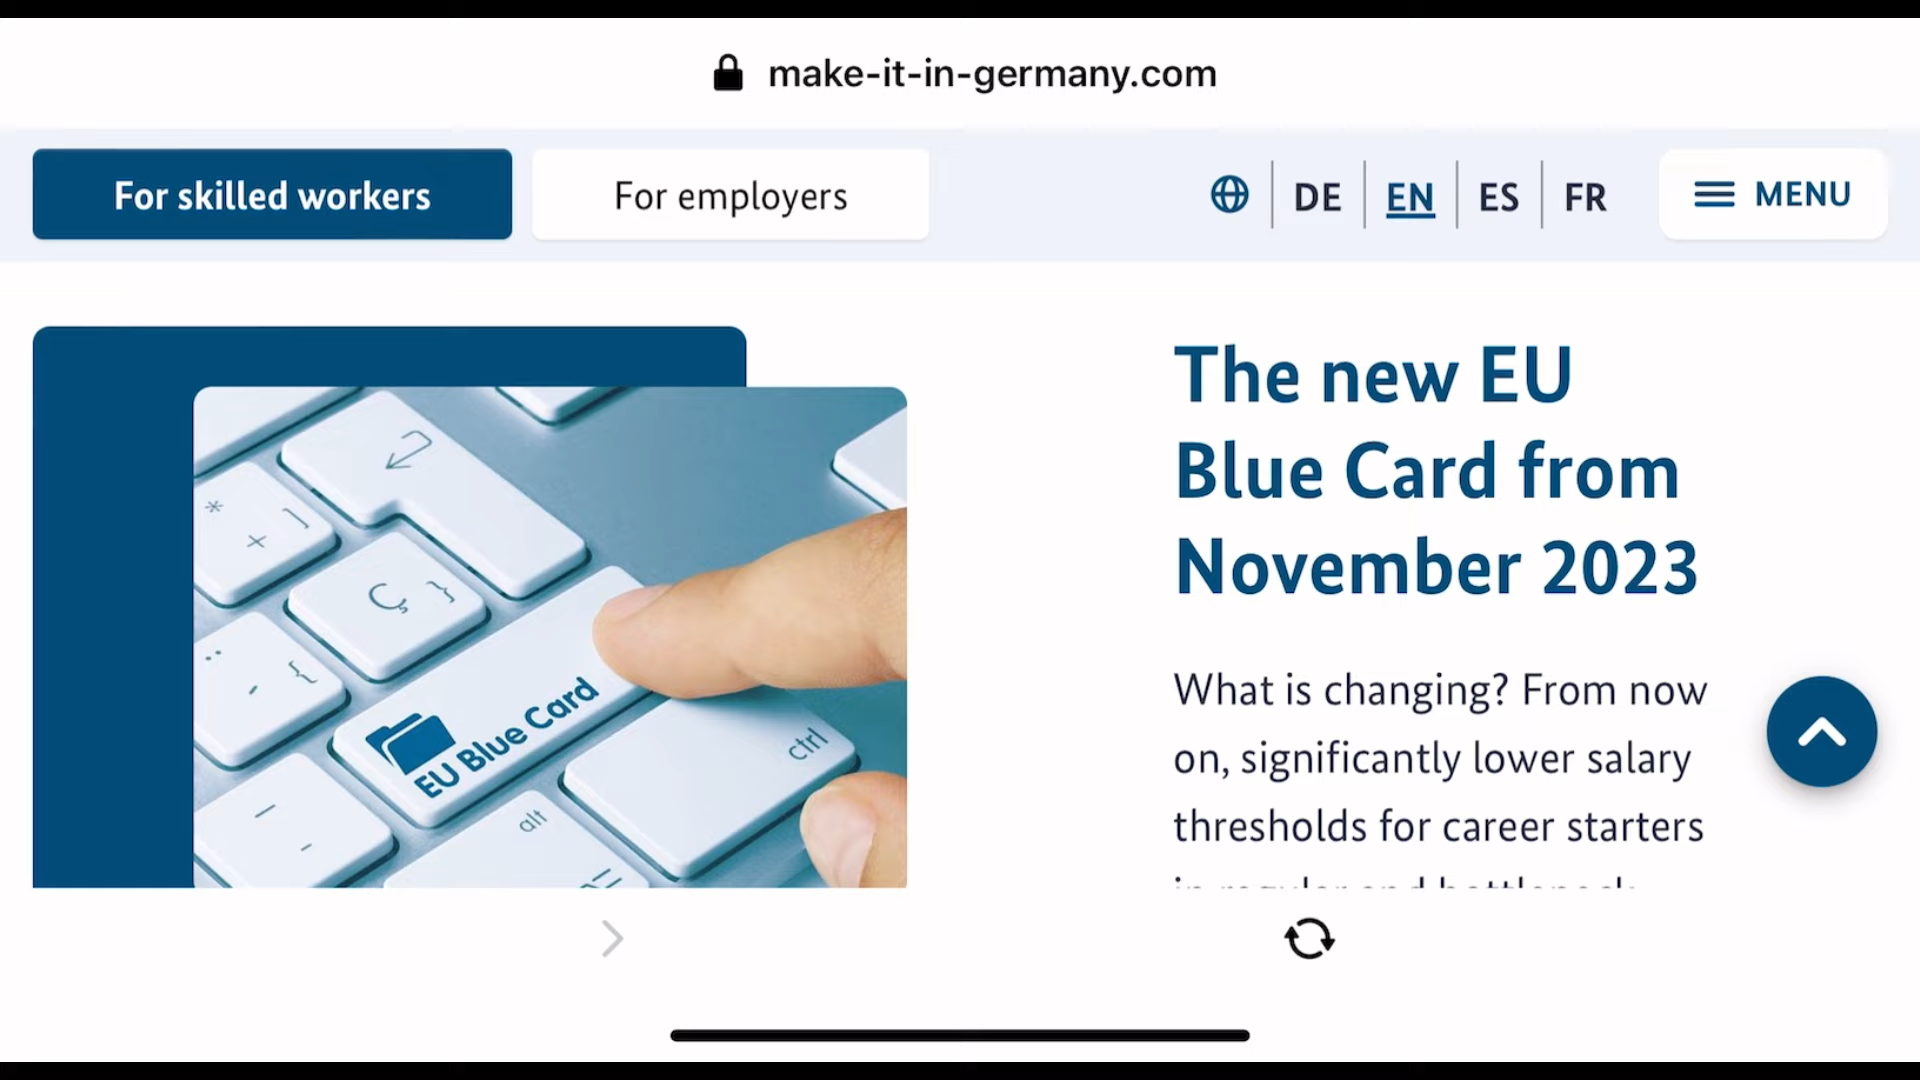 make-it-in-germany.com
For skilled workers
For employers
DE
EN
ES
FR
MENU
The new EU
Blue Card from
November 2023
What is changing? From now
on, significantly lower salary
thresholds for career starters
* + ]
Ç }
¨ { ´
EU Blue Card
ctrl
alt